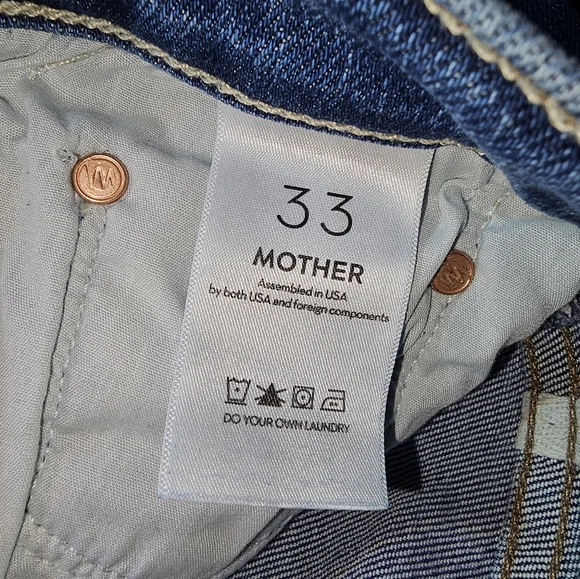 33
MOTHER
Assembled in USA
by both USA and foreign components
DO YOUR OWN LAUNDRY